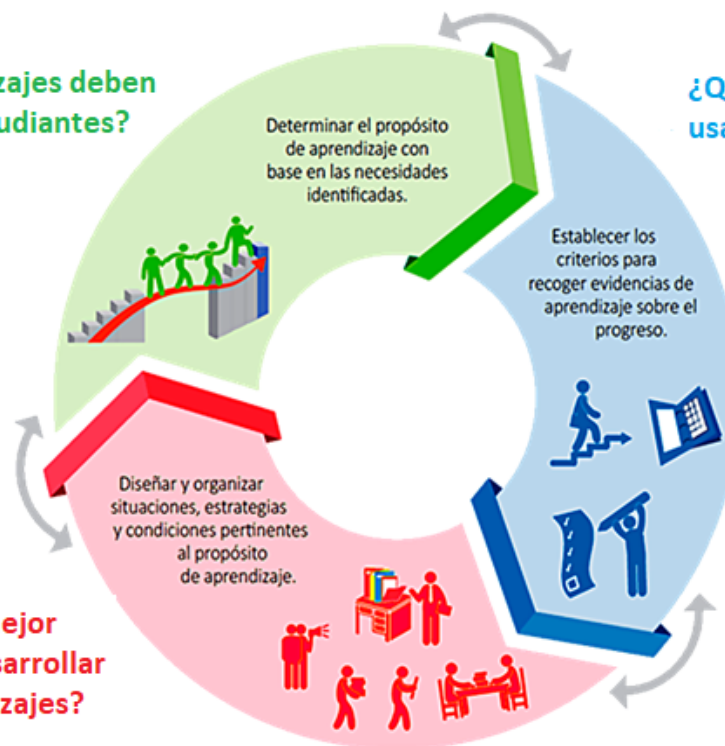 zajes deben
udiantes?
¿Q
usa
Determinar el propósito
de aprendizaje con
base en las necesidades
identificadas.
Establecer los
criterios para
recoger evidencias de
aprendizaje sobre el
progreso.
Diseñar y organizar
situaciones, estrategias
y condiciones pertinentes
al propósito
de aprendizaje.
ejor
sarrollar
zajes?